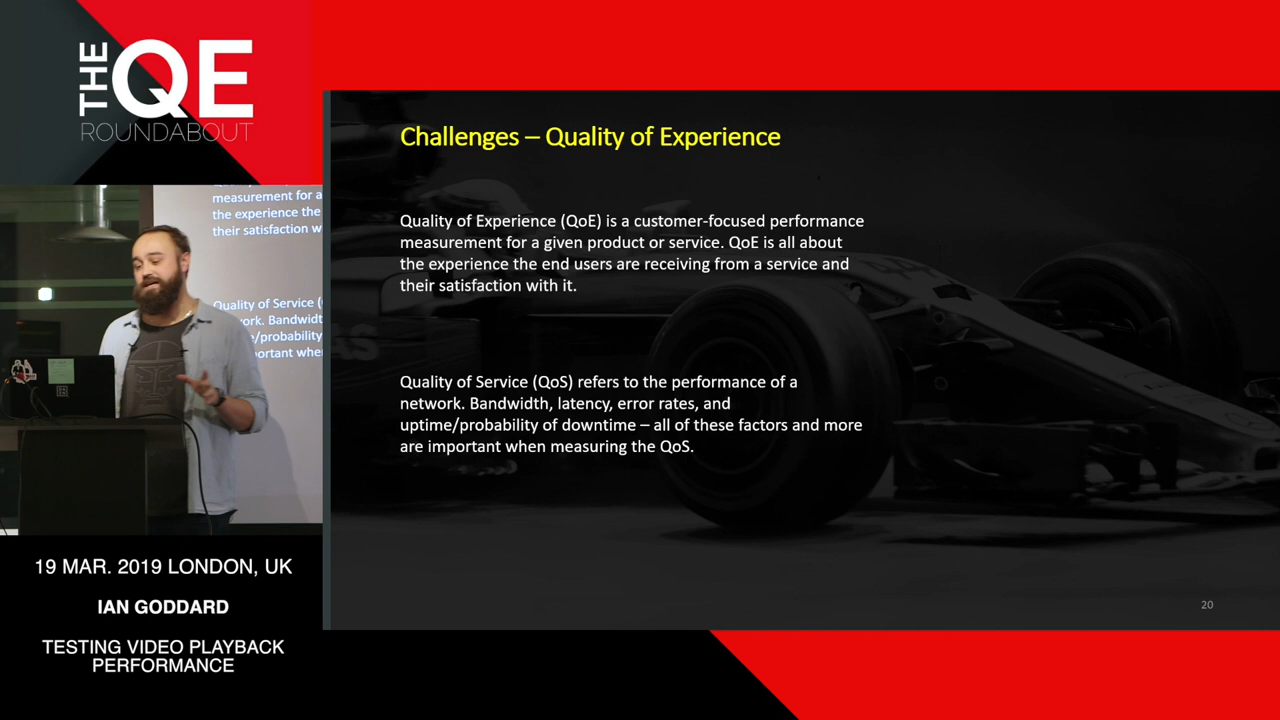 THE
QE
ROUNDABOUT
measurement for a
the experience the
their satisfaction w
Quality of Service (
work. Bandwidt
e/probability
portant whe
19 MAR. 2019 LONDON, UK
IAN GODDARD
TESTING VIDEO PLAYBACK
PERFORMANCE
Challenges – Quality of Experience
Quality of Experience (QoE) is a customer-focused performance
measurement for a given product or service. QoE is all about
the experience the end users are receiving from a service and
their satisfaction with it.
Quality of Service (QoS) refers to the performance of a
network. Bandwidth, latency, error rates, and
uptime/probability of downtime – all of these factors and more
are important when measuring the QoS.
20